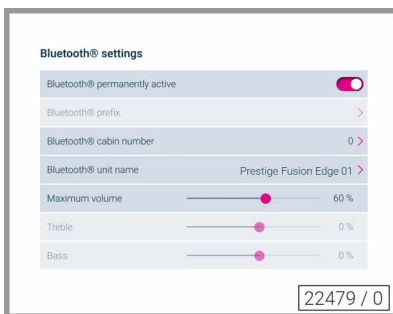 Bluetooth® settings
Bluetooth® permanently active
Bluetooth® prefix >
Bluetooth® cabin number 0 >
Bluetooth® unit name Prestige Fusion Edge 01 >
Maximum volume 60 %
Treble 0 %
Bass 0 %
22479 / 0